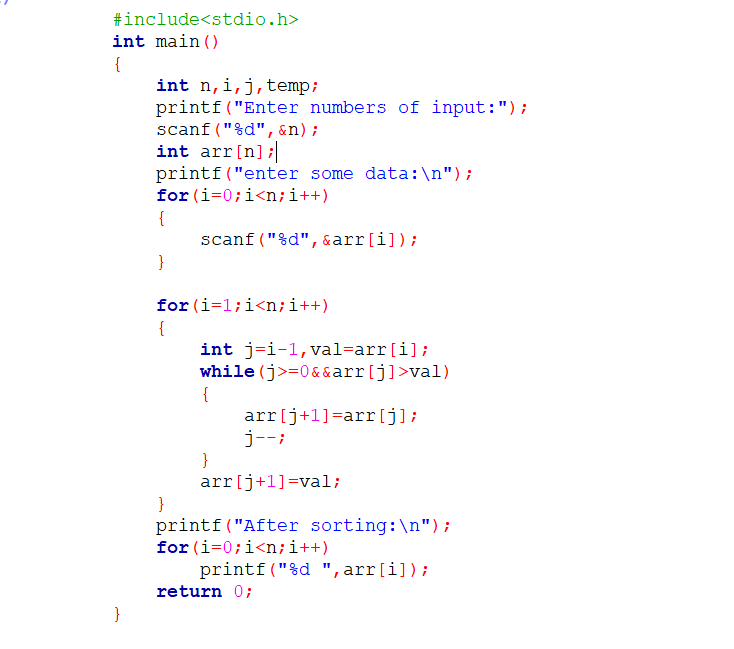 #include<stdio.h>
int main()
{
    int n,i,j,temp;
    printf("Enter numbers of input:");
    scanf("%d",&n);
    int arr[n];
    printf("enter some data:\n");
    for(i=0;i<n;i++)
    {
        scanf("%d",&arr[i]);
    }

    for(i=1;i<n;i++)
    {
        int j=i-1,val=arr[i];
        while(j>=0&&arr[j]>val)
        {
            arr[j+1]=arr[j];
            j--;
        }
        arr[j+1]=val;
    }
    printf("After sorting:\n");
    for(i=0;i<n;i++)
        printf("%d ",arr[i]);
    return 0;
}